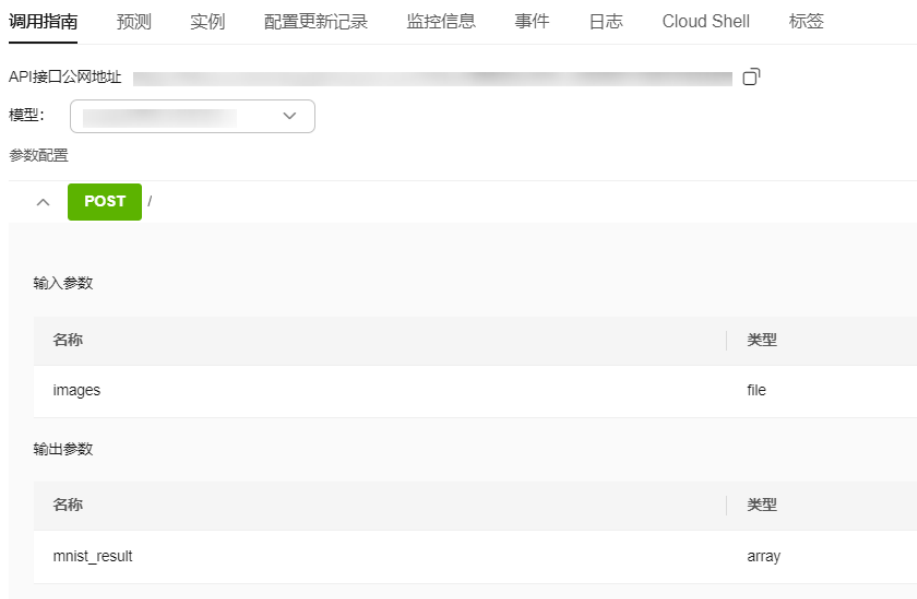 调用指南 预测 实例 配置更新记录 监控信息 事件 日志 Cloud Shell 标签
API接口公网地址
模型：
参数配置
POST /
输入参数
名称 类型
images file
输出参数
名称 类型
mnist_result array